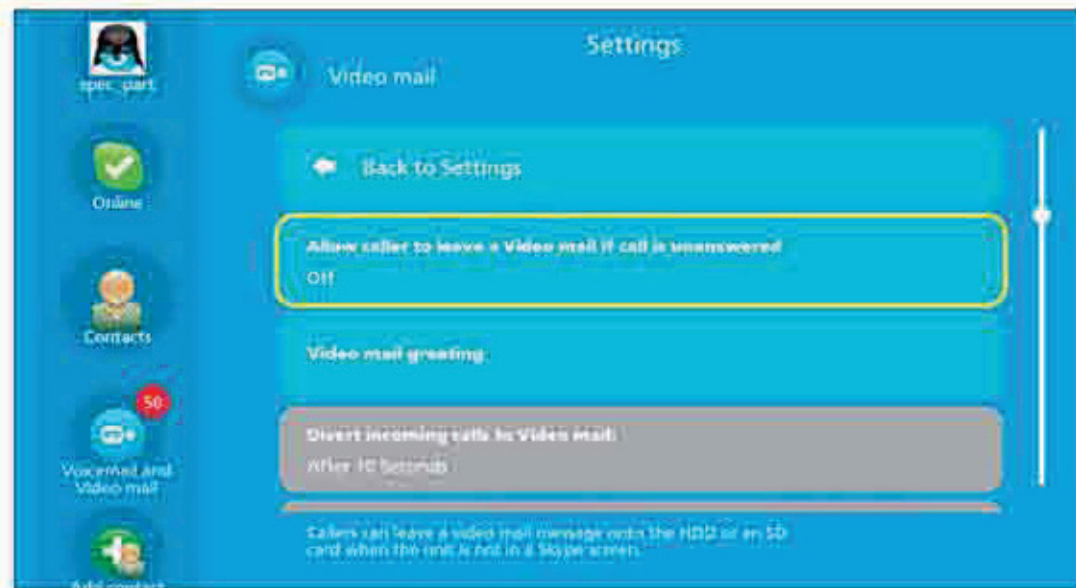 Settings
Video mail
spec_part
Online
Contacts
50
Voicemail and
Video mail
Add contact
Back to Settings
Allow caller to leave a Video mail if call is unanswered
Off
Video mail greeting
Divert incoming calls to Video mail:
After 10 Seconds
Callers can leave a video mail message onto the HDD or an SD
card when the unit is not in a Skype screen.